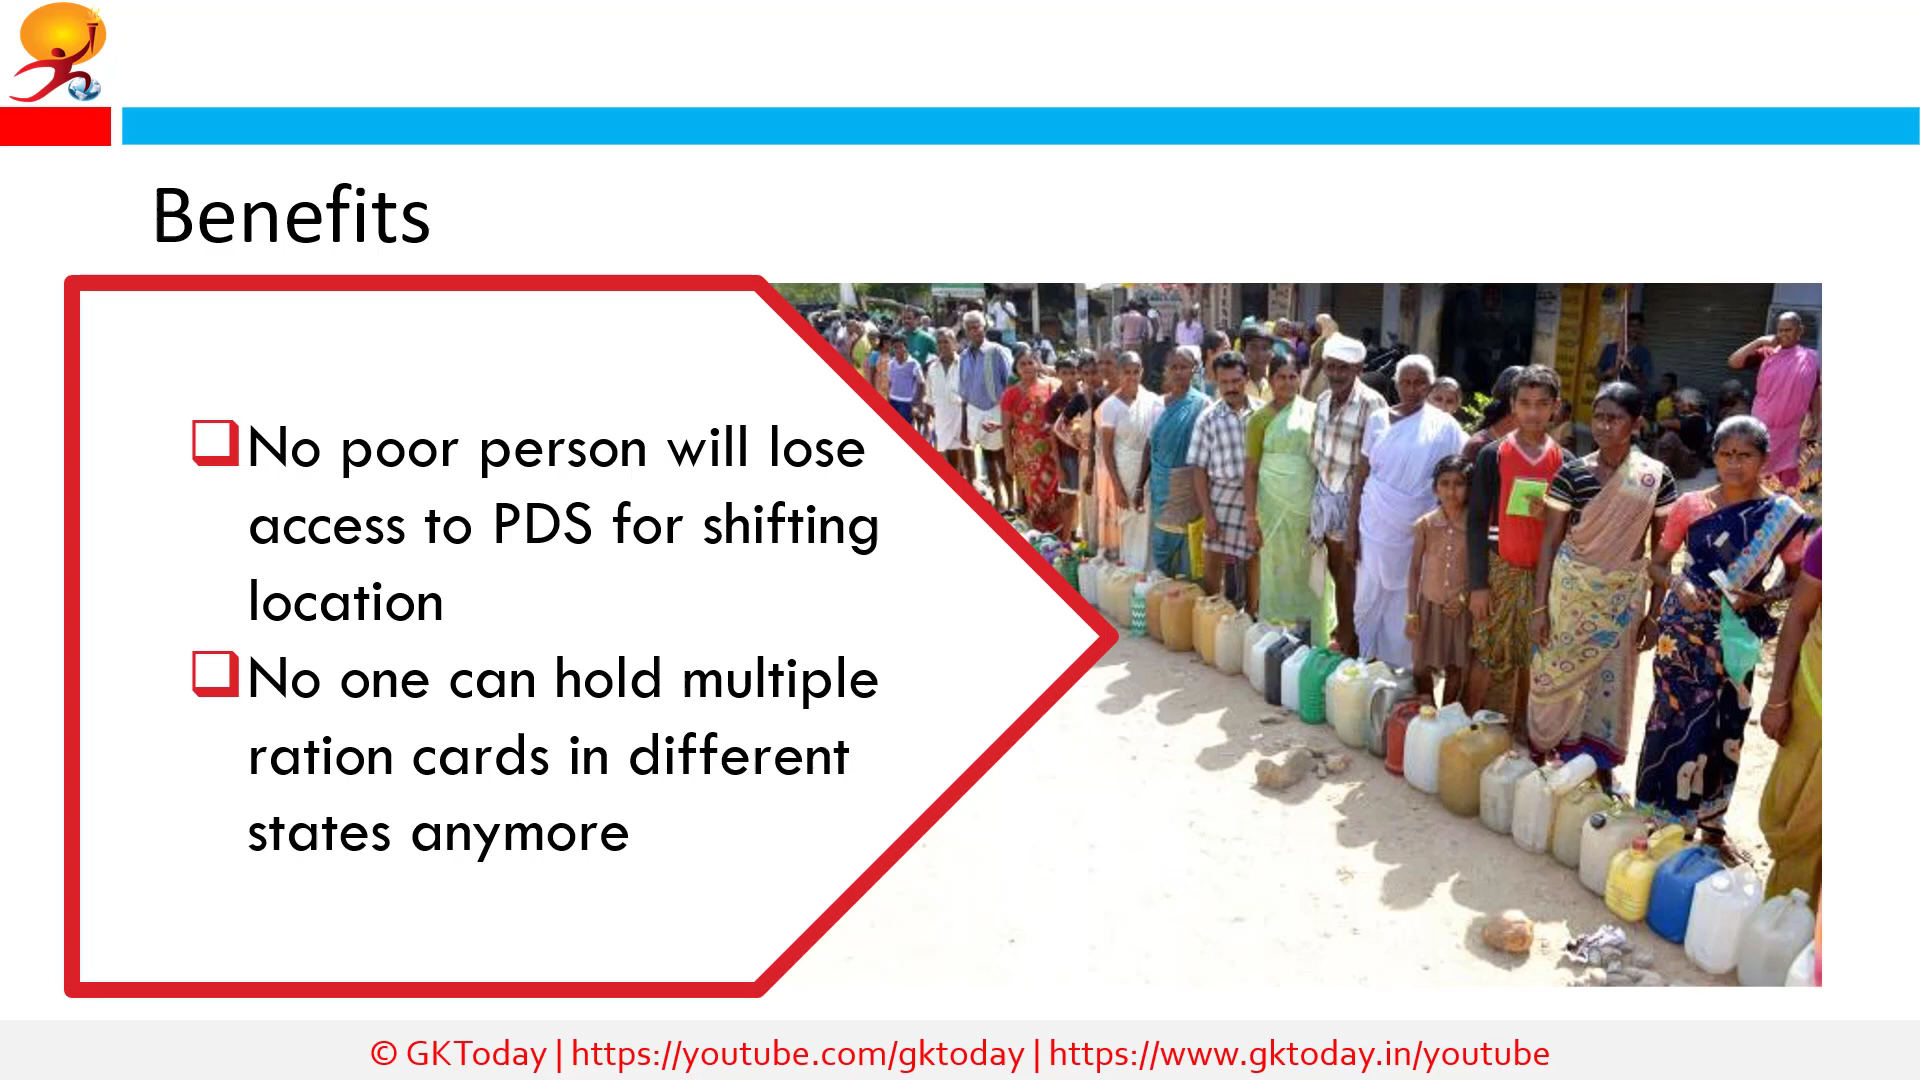 Benefits
No poor person will lose
access to PDS for shifting
location
No one can hold multiple
ration cards in different
states anymore
© GKToday | https://youtube.com/gktoday | https://www.gktoday.in/youtube